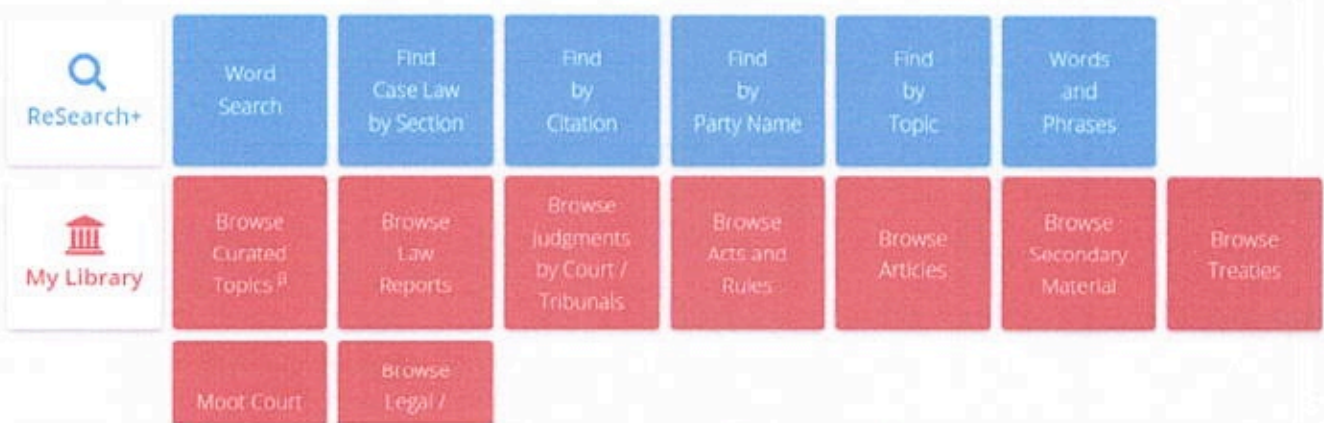 ReSearch+
Word
Search
Find
Case Law
by Section
Find
by
Citation
Find
by
Party Name
Find
by
Topic
Words
and
Phrases
My Library
Browse
Curated
Topics β
Browse
Law
Reports
Browse
Judgments
by Court /
Tribunals
Browse
Acts and
Rules
Browse
Articles
Browse
Secondary
Material
Browse
Treaties
Moot Court
Browse
Legal /